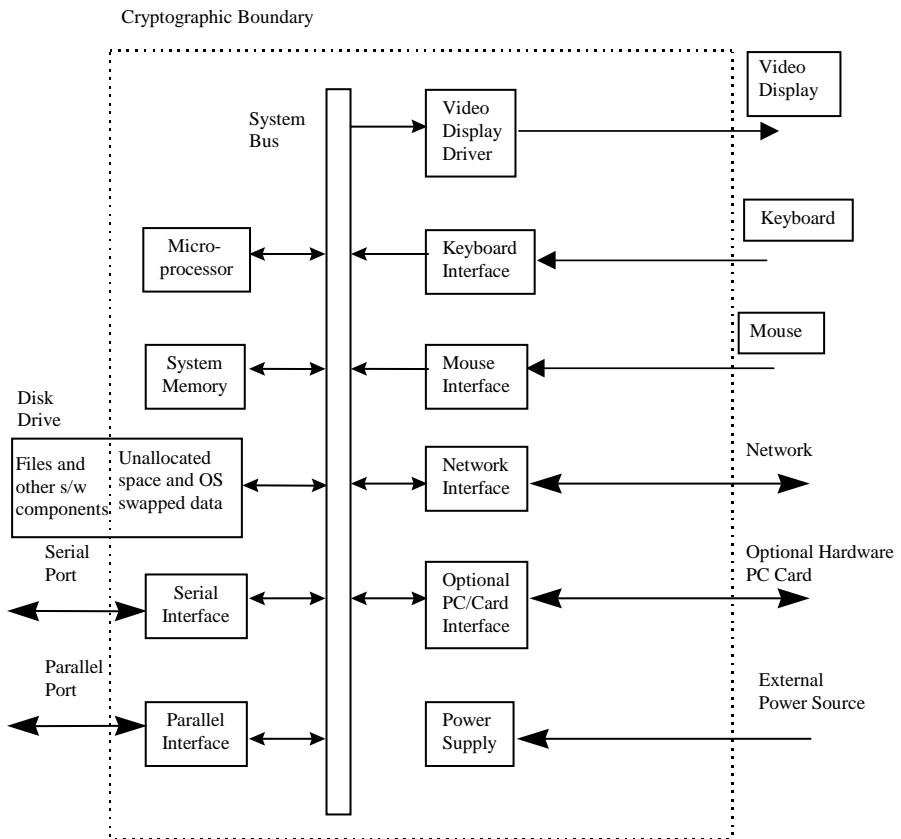 Cryptographic Boundary
Video
Display
System
Bus
Video
Display
Driver
Keyboard
Micro-
processor
Keyboard
Interface
Mouse
System
Memory
Mouse
Interface
Disk
Drive
Files and
other s/w
components
Unallocated
space and OS
swapped data
Network
Interface
Network
Serial
Port
Serial
Interface
Optional
PC/Card
Interface
Optional Hardware
PC Card
Parallel
Port
Parallel
Interface
Power
Supply
External
Power Source